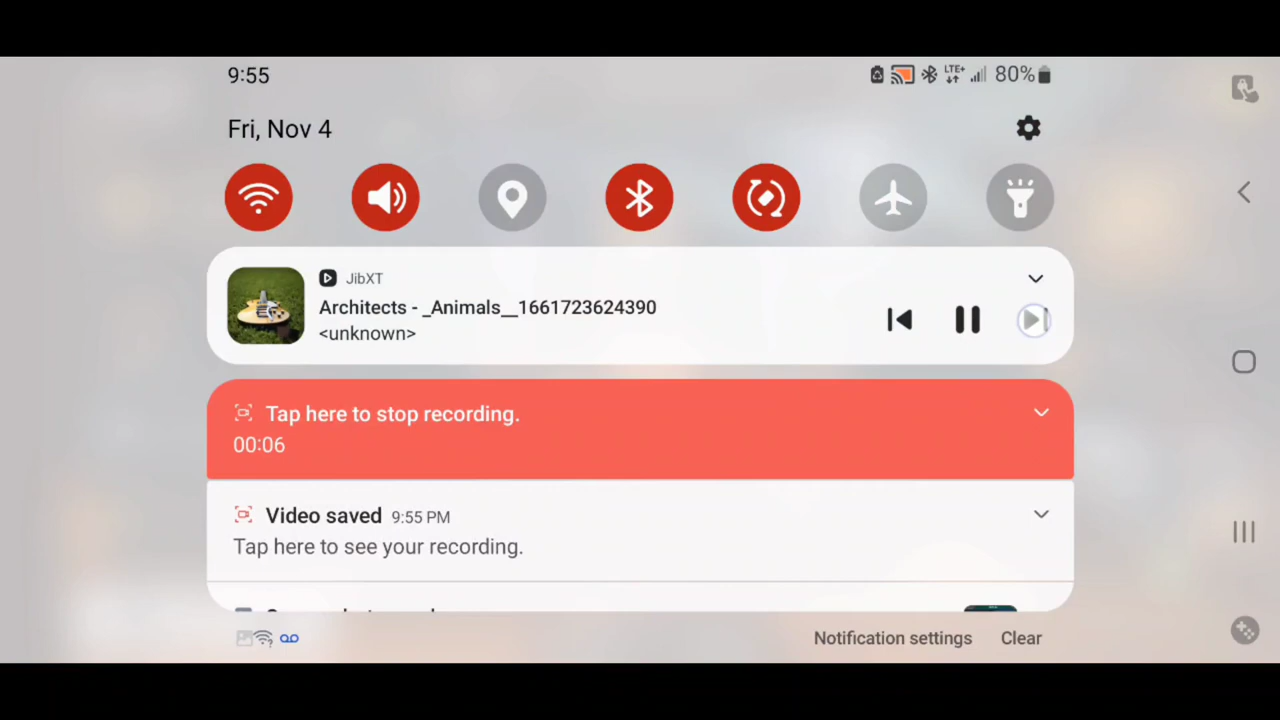 9:55
LTE+
80%
Fri, Nov 4
JibXT
Architects - _Animals__1661723624390
<unknown>
Tap here to stop recording.
00:06
Video saved 9:55 PM
Tap here to see your recording.
Notification settings Clear